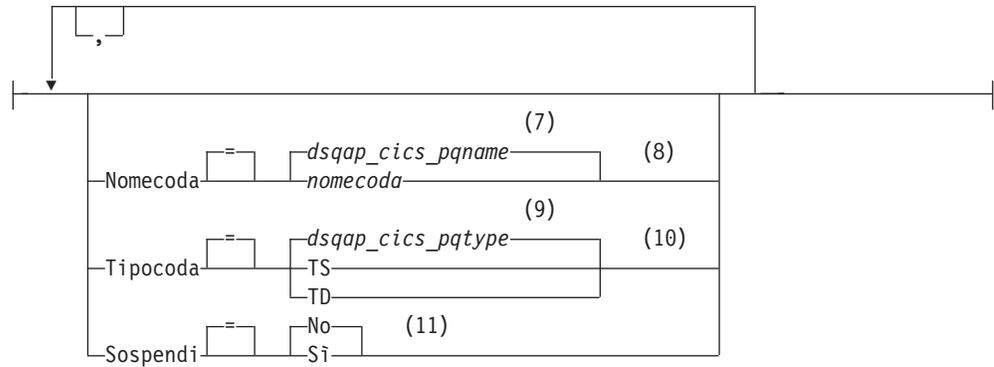 ,
(7)
= dsqap_cics_pqname (8)
Nomecoda nomecoda
(9)
= dsqap_cics_pqtype (10)
Tipocoda TS
TD
= No (11)
Sospendi Sì